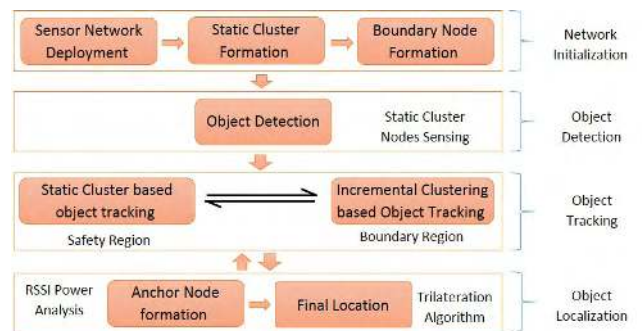 Sensor Network
Deployment
Static Cluster
Formation
Boundary Node
Formation
Network
Initialization
Object Detection
Static Cluster
Nodes Sensing
Object
Detection
Static Cluster based
object tracking
Incremental Clustering
based Object Tracking
Safety Region
Boundary Region
Object
Tracking
RSSI Power
Analysis
Anchor Node
formation
Final Location
Trilateration
Algorithm
Object
Localization